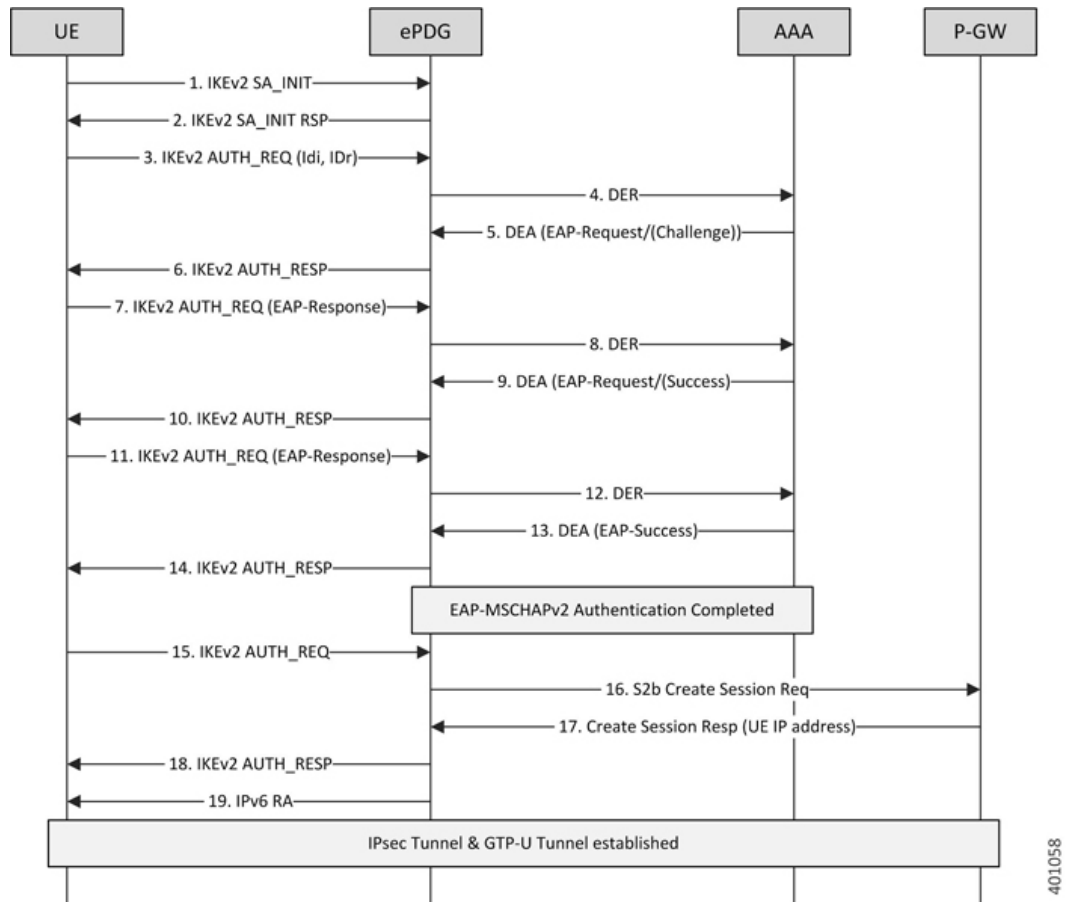 UE
ePDG
AAA
P-GW
1. IKEv2 SA_INIT
2. IKEv2 SA_INIT RSP
3. IKEv2 AUTH_REQ (Idi, IDr)
4. DER
5. DEA (EAP-Request/(Challenge))
6. IKEv2 AUTH_RESP
7. IKEv2 AUTH_REQ (EAP-Response)
8. DER
9. DEA (EAP-Request/(Success)
10. IKEv2 AUTH_RESP
11. IKEv2 AUTH_REQ (EAP-Response)
12. DER
13. DEA (EAP-Success)
14. IKEv2 AUTH_RESP
EAP-MSCHAPv2 Authentication Completed
15. IKEv2 AUTH_REQ
16. S2b Create Session Req
17. Create Session Resp (UE IP address)
18. IKEv2 AUTH_RESP
19. IPv6 RA
IPsec Tunnel & GTP-U Tunnel established
401058